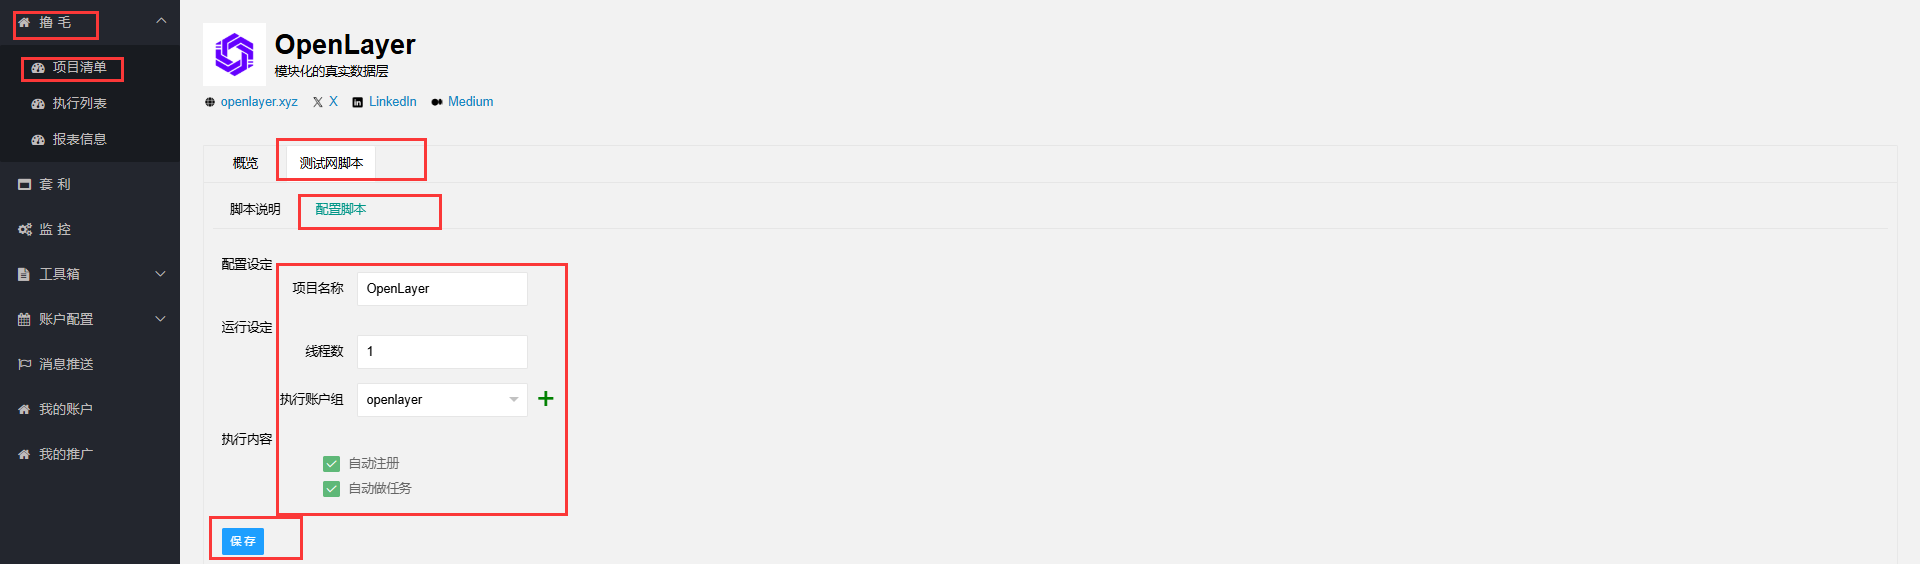 撸 毛
项目清单
执行列表
报表信息
套 利
监 控
工具箱
账户配置
消息推送
我的账户
我的推广
OpenLayer
模块化的真实数据层
openlayer.xyz X LinkedIn Medium
概览 测试网脚本
脚本说明 配置脚本
配置设定
项目名称 OpenLayer
运行设定
线程数 1
执行账户组 openlayer
执行内容
自动注册
自动做任务
保存